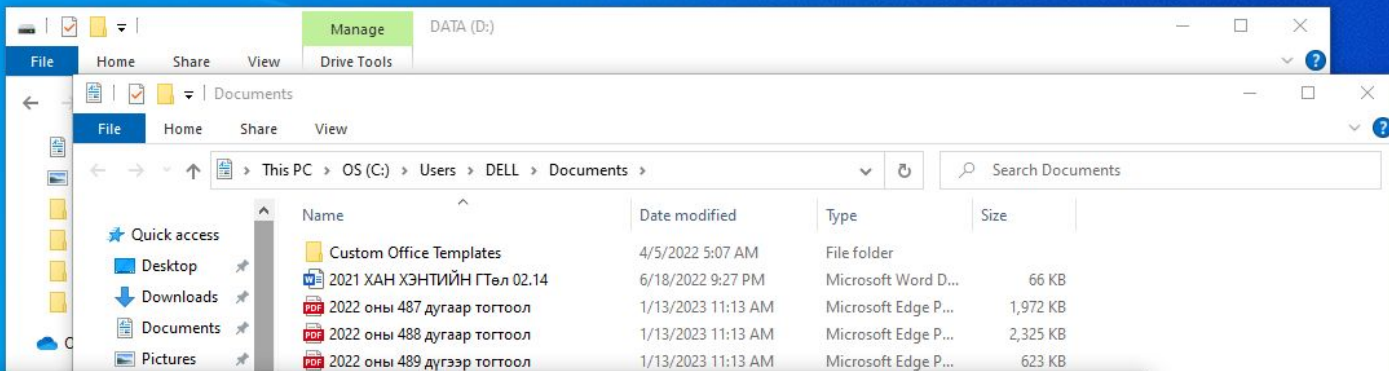 Manage DATA (D:)
File Home Share View Drive Tools
Documents
File Home Share View
This PC > OS (C:) > Users > DELL > Documents > Search Documents
Name Date modified Type Size
Quick access
Custom Office Templates 4/5/2022 5:07 AM File folder
Desktop
2021 ХАН ХЭНТИЙН ГТөл 02.14 6/18/2022 9:27 PM Microsoft Word D... 66 KB
Downloads
2022 оны 487 дугаар тогтоол 1/13/2023 11:13 AM Microsoft Edge P... 1,972 KB
Documents
2022 оны 488 дугаар тогтоол 1/13/2023 11:13 AM Microsoft Edge P... 2,325 KB
Pictures
2022 оны 489 дүгээр тогтоол 1/13/2023 11:13 AM Microsoft Edge P... 623 KB